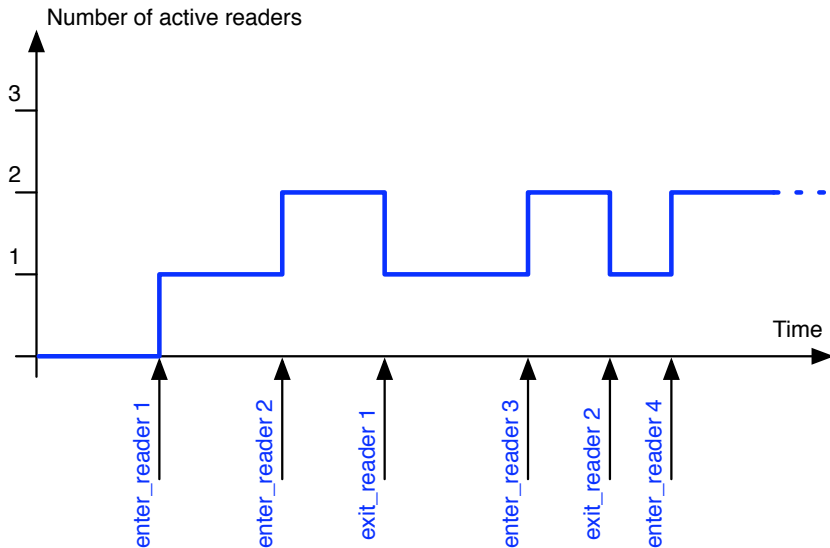 Number of active readers
3
2
1
Time
enter_reader 1
enter_reader 2
exit_reader 1
enter_reader 3
exit_reader 2
enter_reader 4